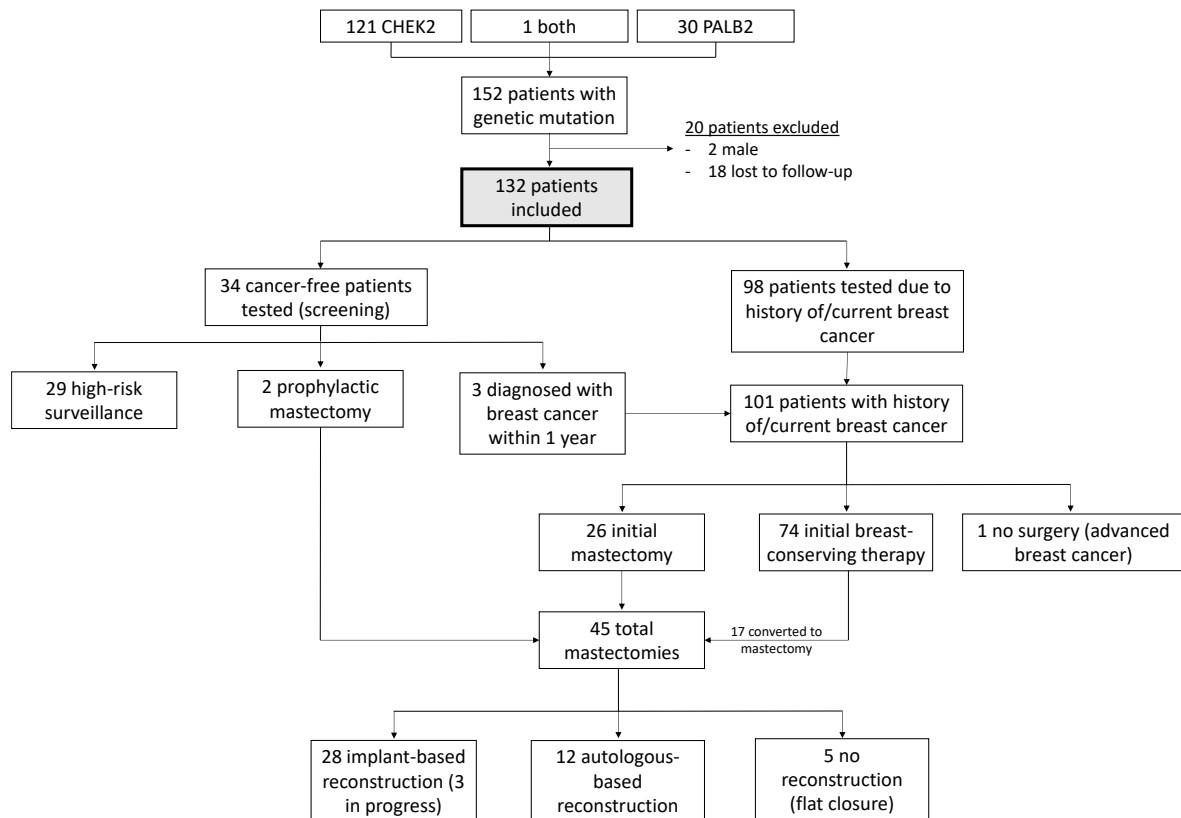 121 CHEK2
1 both
30 PALB2
152 patients with
genetic mutation
20 patients excluded
- 2 male
- 18 lost to follow-up
132 patients
included
34 cancer-free patients
tested (screening)
98 patients tested due to
history of/current breast
cancer
29 high-risk
surveillance
2 prophylactic
mastectomy
3 diagnosed with
breast cancer
within 1 year
101 patients with history
of/current breast cancer
26 initial
mastectomy
74 initial breast-
conserving therapy
1 no surgery (advanced
breast cancer)
45 total
mastectomies
17 converted to
mastectomy
28 implant-based
reconstruction (3
in progress)
12 autologous-
based
reconstruction
5 no
reconstruction
(flat closure)